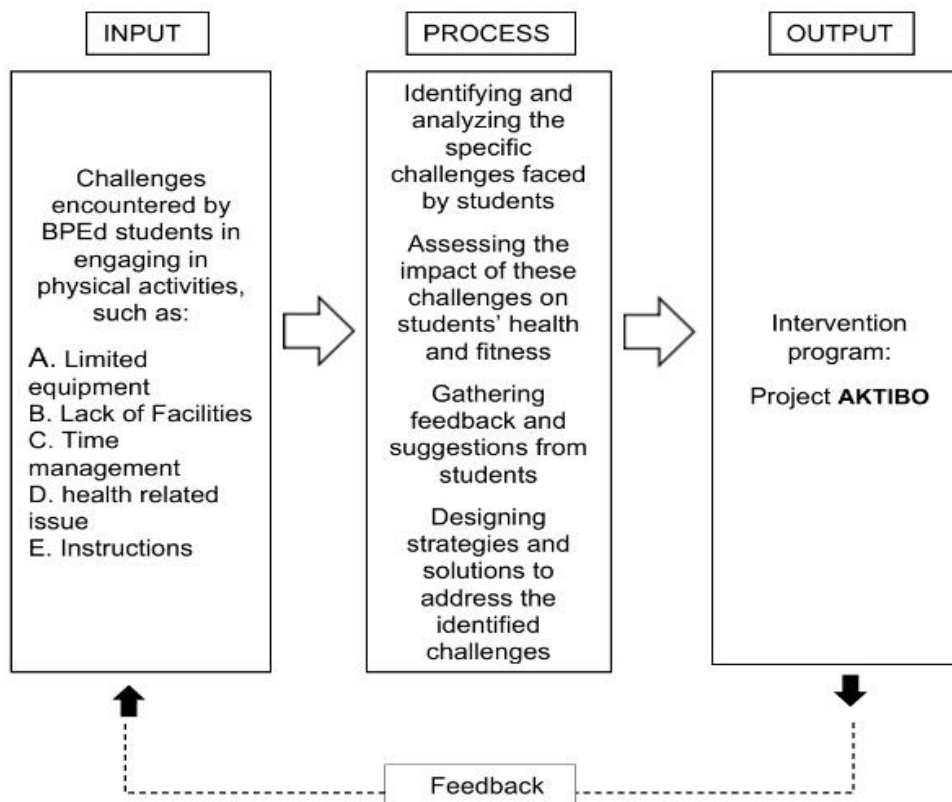 INPUT
PROCESS
OUTPUT
Challenges
encountered by
BPEd students in
engaging in
physical activities,
such as:
A. Limited
equipment
B. Lack of Facilities
C. Time
management
D. health related
issue
E. Instructions
Identifying and
analyzing the
specific
challenges faced
by students
Assessing the
impact of these
challenges on
students’ health
and fitness
Gathering
feedback and
suggestions from
students
Designing
strategies and
solutions to
address the
identified
challenges
Intervention
program:
Project AKTIBO
Feedback